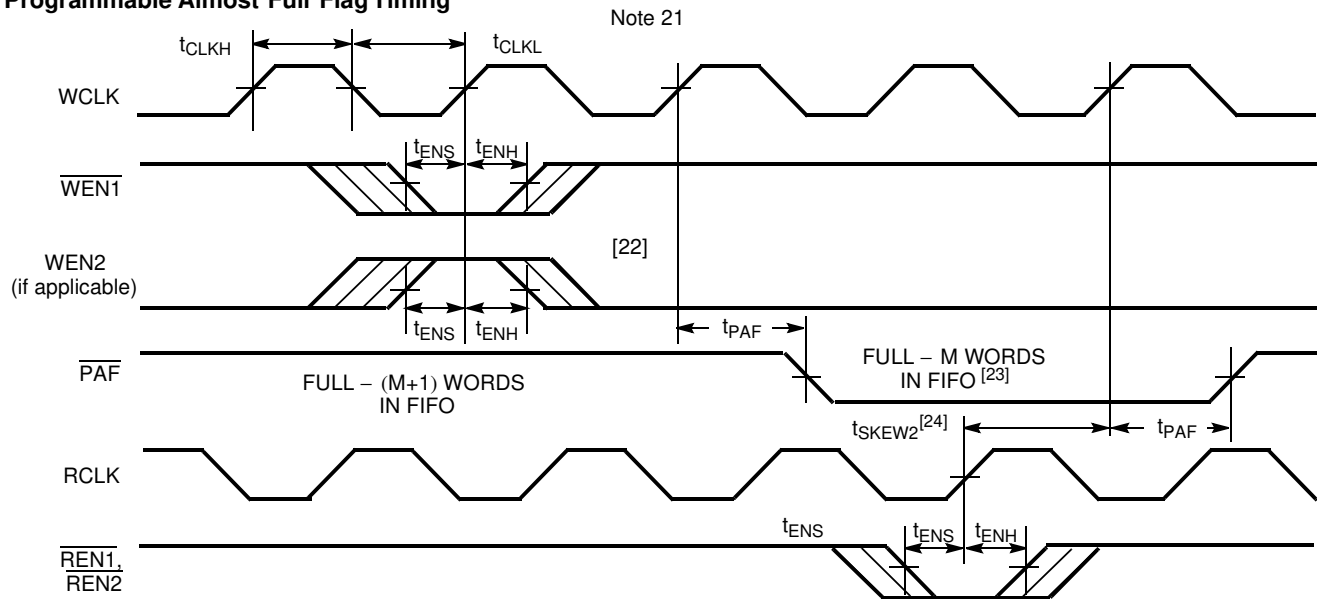 Programmable Almost Full Flag Timing
Note 21
tCLKH
tCLKL
WCLK
tENS
tENH
WEN1
WEN2
(if applicable)
[22]
tENS
tENH
tPAF
PAF
FULL − (M+1) WORDS
IN FIFO
FULL − M WORDS
IN FIFO [23]
tSKEW2[24]
tPAF
RCLK
tENS
tENS
tENH
REN1,
REN2